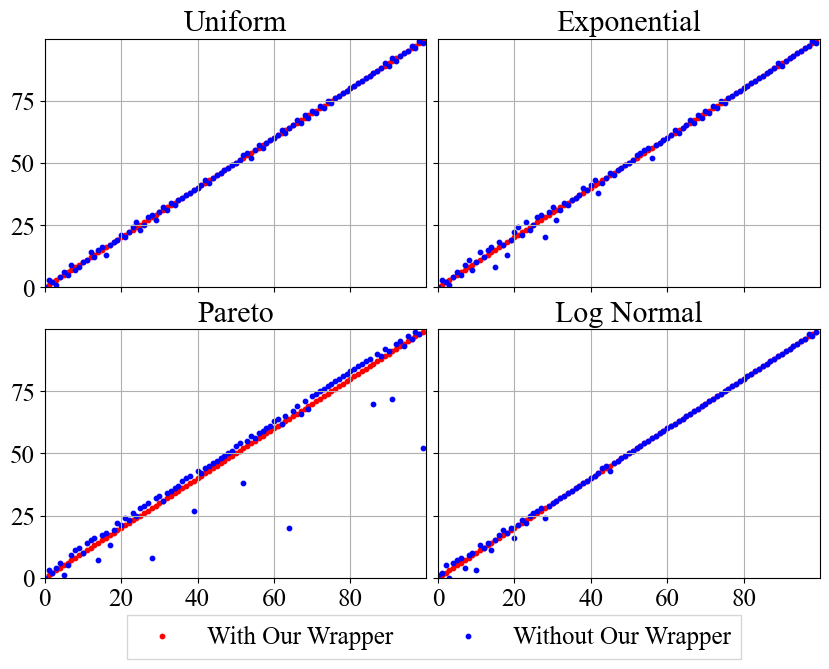 Uniform
Exponential
75
50
25
0
Pareto
Log Normal
75
50
25
0
0 20 40 60 80
0 20 40 60 80
With Our Wrapper
Without Our Wrapper